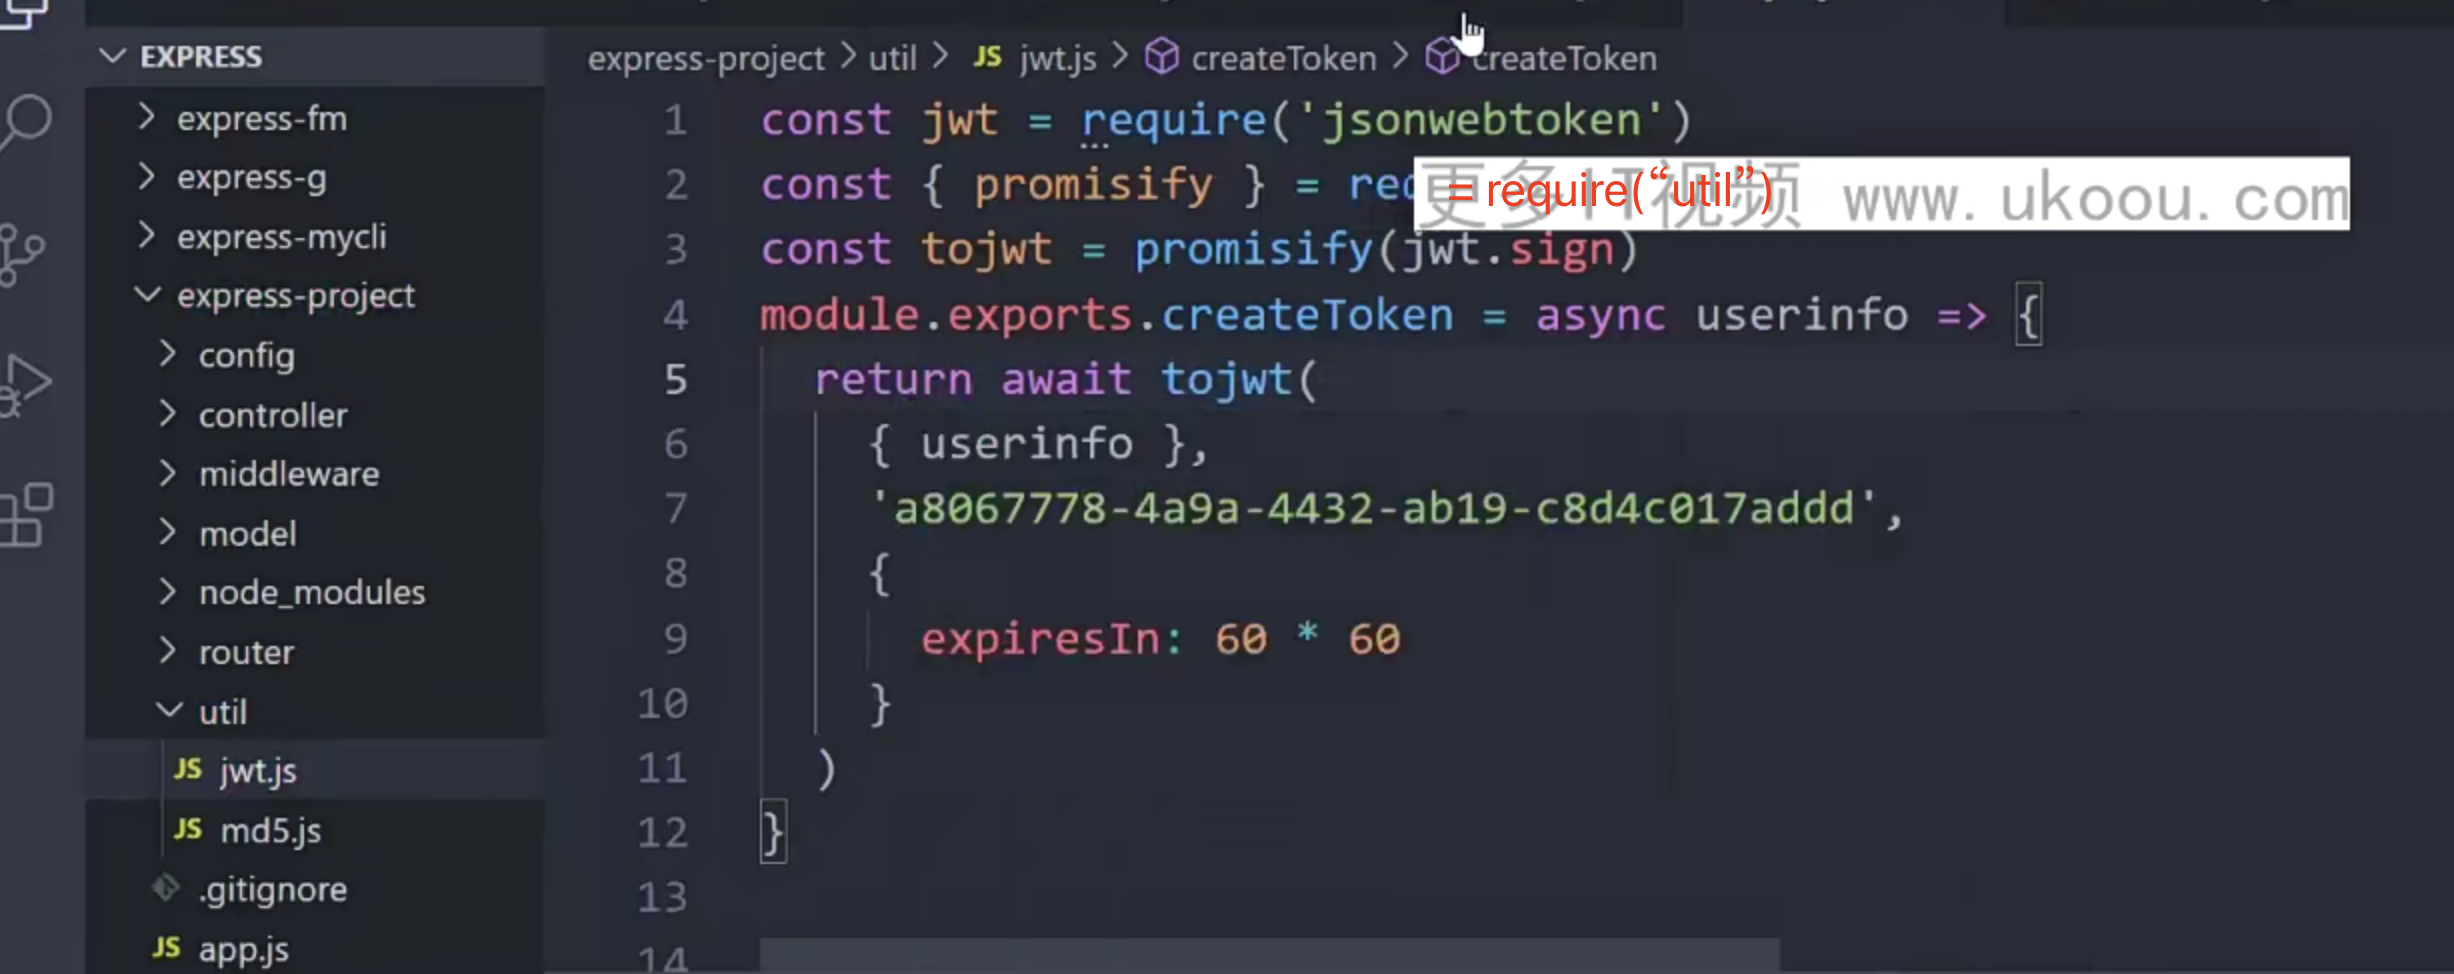 EXPRESS
express-fm
express-g
express-mycli
express-project
config
controller
middleware
model
node_modules
router
util
JS jwt.js
JS md5.js
.gitignore
JS app.js
express-project > util > JS jwt.js > createToken > createToken
1 const jwt = require('jsonwebtoken')
2 const { promisify } = req
= require(“util”)
更多IT视频 www.ukoou.com
3 const tojwt = promisify(jwt.sign)
4 module.exports.createToken = async userinfo => {
5 return await tojwt(
6 { userinfo },
7 'a8067778-4a9a-4432-ab19-c8d4c017addd',
8 {
9 expiresIn: 60 * 60
10 }
11 )
12 }
13
14